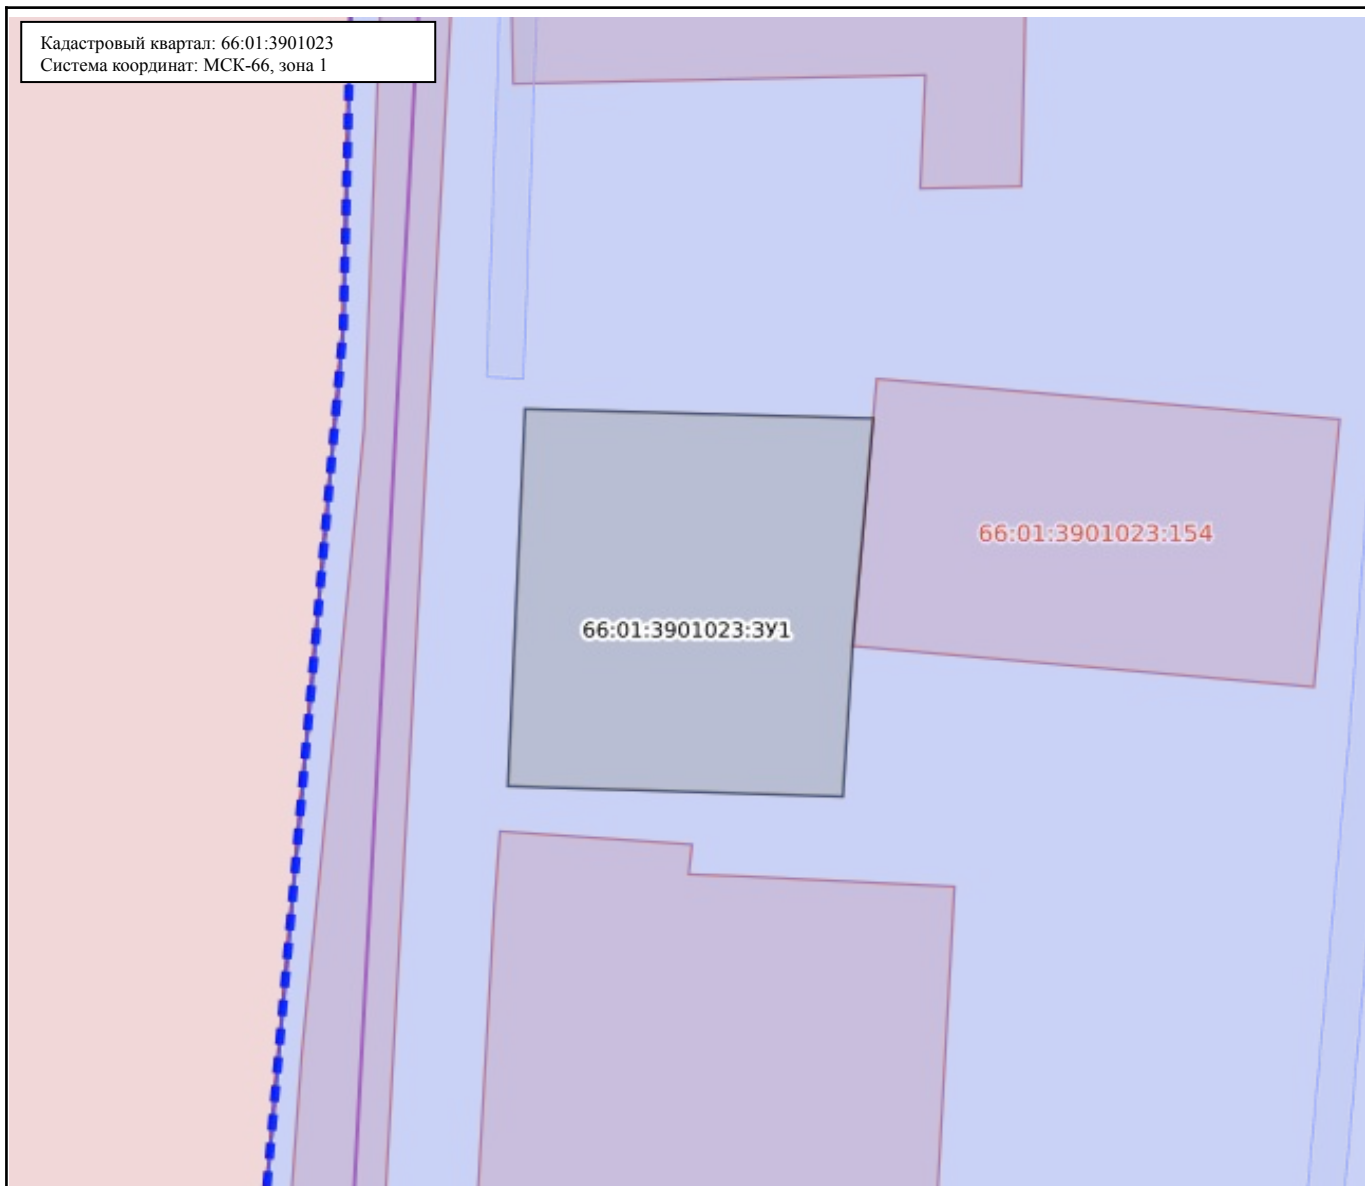 Кадастровый квартал: 66:01:3901023
Система координат: МСК-66, зона 1
66:01:3901023:154
66:01:3901023:ЗУ1